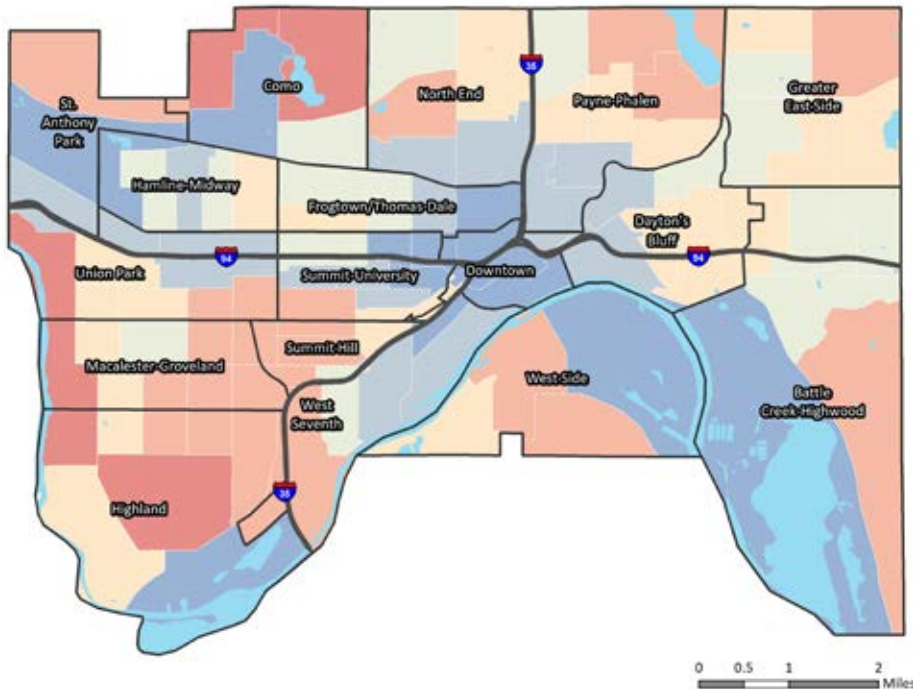 Como
North End
Payne-Phalen
Greater
East-Side
St.
Anthony
Park
Hamline-Midway
Frogtown/Thomas-Dale
Dayton's
Bluff
Union Park
Summit-University
Downtown
Macalester-Groveland
Summit-Hill
West-Side
West
Seventh
Battle
Creek-Highwood
Highland
35
94
94
35
0 0.5 1 2
Miles